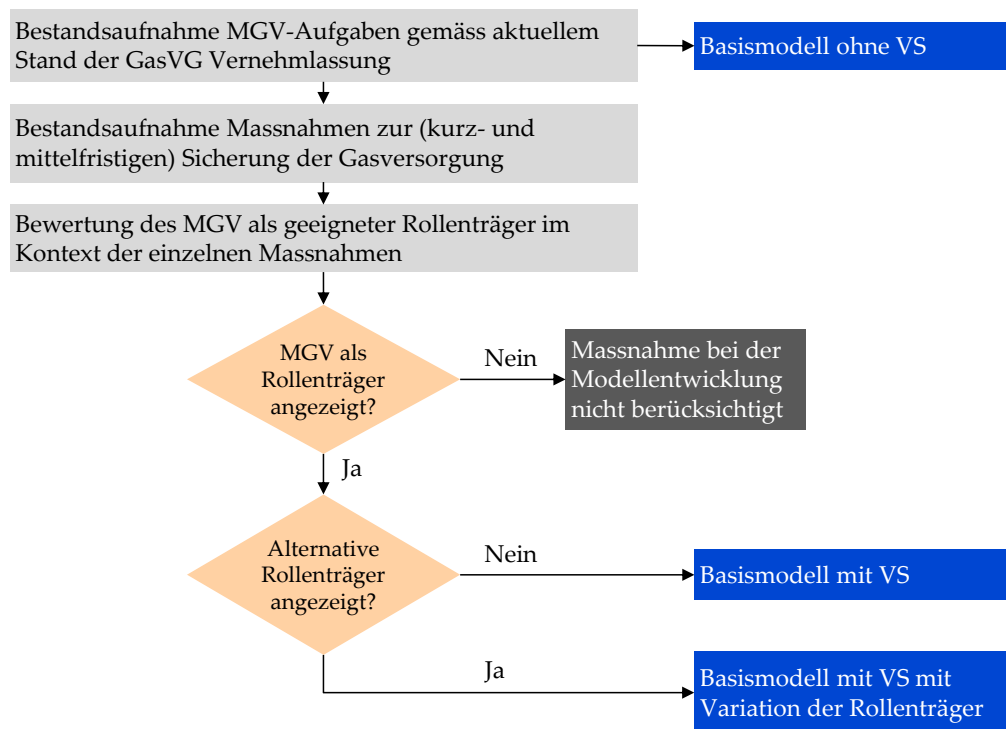 Bestandsaufnahme MGV-Aufgaben gemäss aktuellem
Stand der GasVG Vernehmlassung
Basismodell ohne VS
Bestandsaufnahme Massnahmen zur (kurz- und
mittelfristigen) Sicherung der Gasversorgung
Bewertung des MGV als geeigneter Rollenträger im
Kontext der einzelnen Massnahmen
MGV als
Rollenträger
angezeigt?
Nein
Massnahme bei der
Modellentwicklung
nicht berücksichtigt
Ja
Alternative
Rollenträger
angezeigt?
Nein
Basismodell mit VS
Ja
Basismodell mit VS mit
Variation der Rollenträger